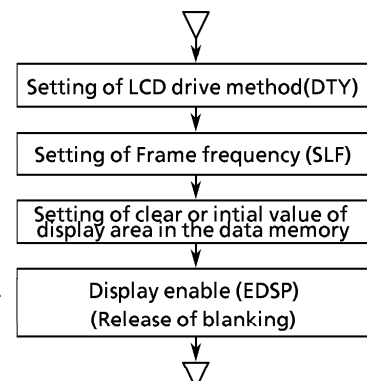 Setting of LCD drive method(DTY)
Setting of Frame frequency (SLF)
Setting of clear or intial value of
display area in the data memory
Display enable (EDSP)
(Release of blanking)